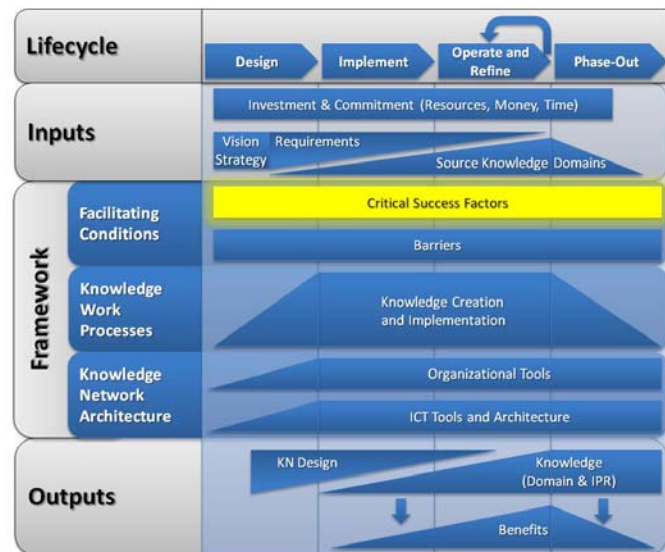 Lifecycle
Design
Implement
Operate and
Refine
Phase-Out
Inputs
Investment & Commitment (Resources, Money, Time)
Vision
Strategy
Requirements
Source Knowledge Domains
Framework
Facilitating
Conditions
Critical Success Factors
Barriers
Knowledge
Work
Processes
Knowledge Creation
and Implementation
Knowledge
Network
Architecture
Organizational Tools
ICT Tools and Architecture
Outputs
KN Design
Knowledge
(Domain & IPR)
Benefits